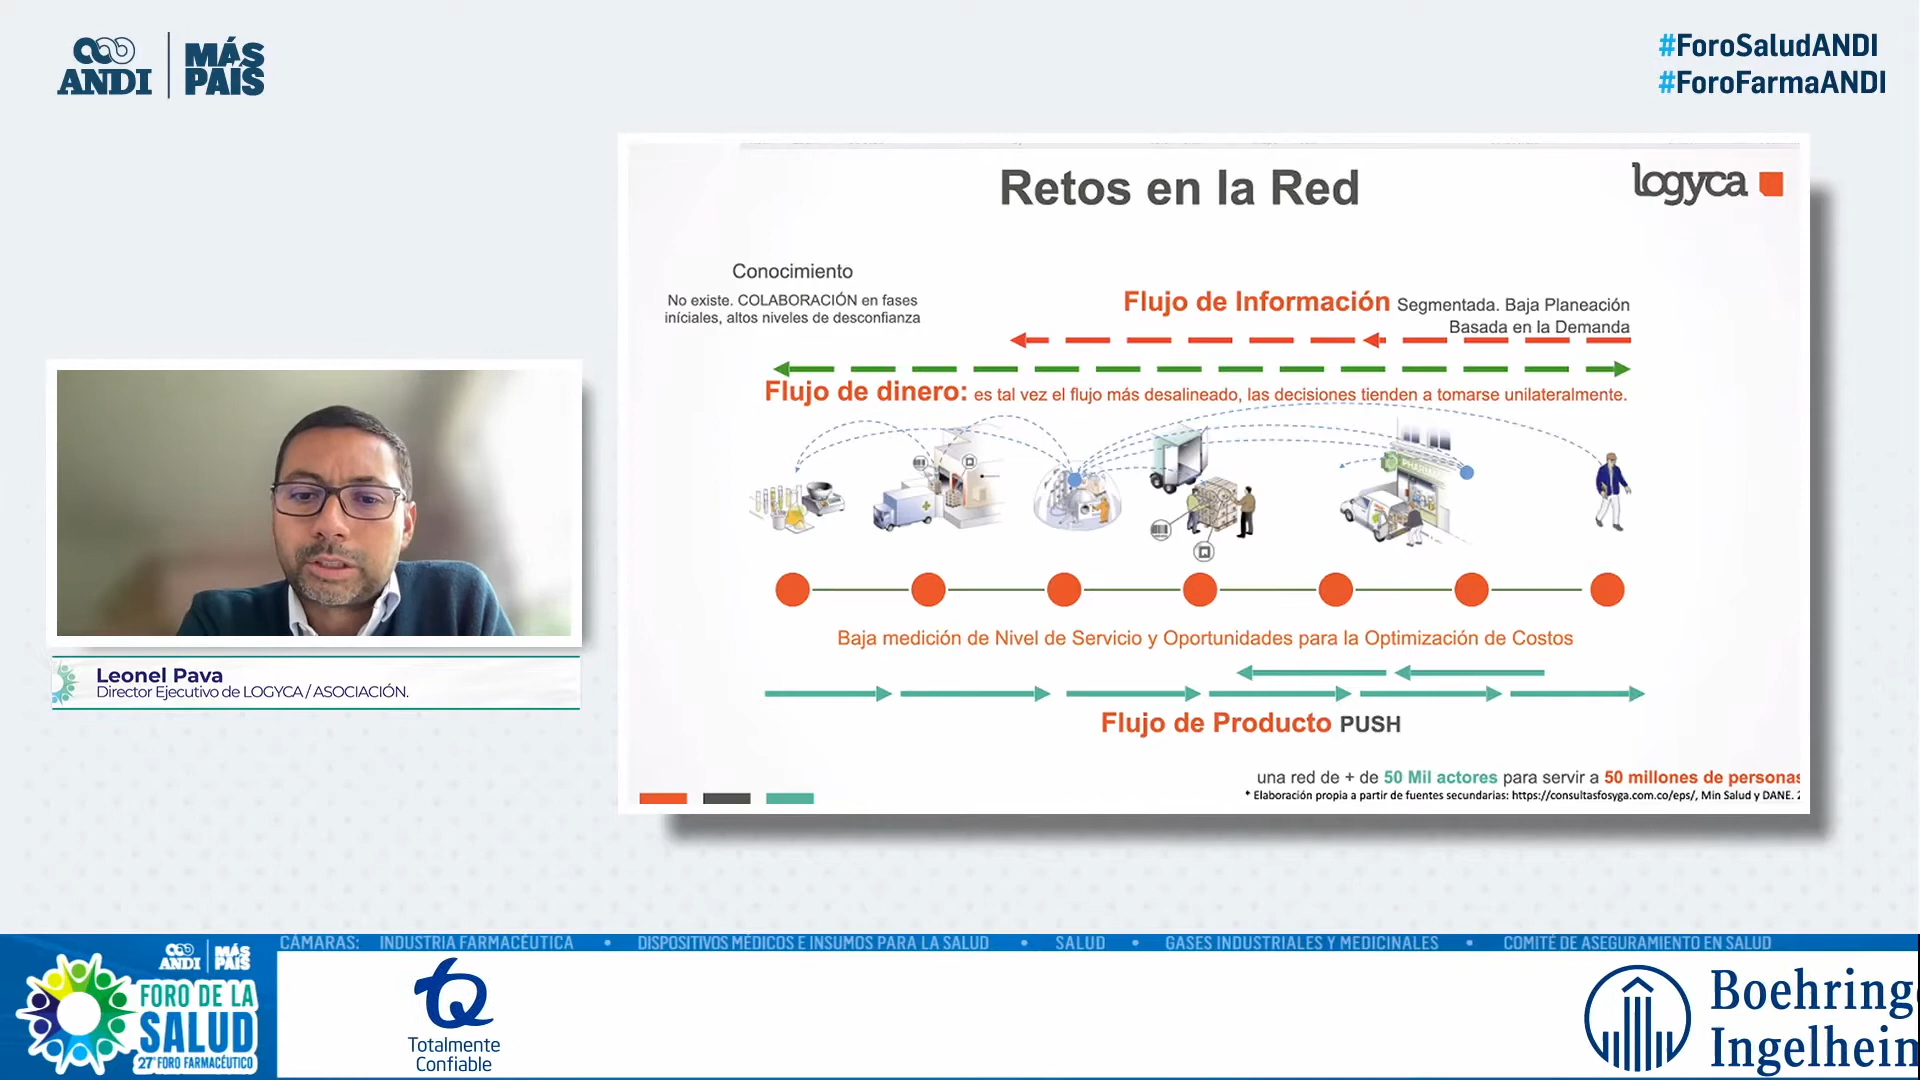 ANDI
MÁS
PAÍS
#ForoSaludANDI
#ForoFarmaANDI
Retos en la Red
logyca
Conocimiento
No existe. COLABORACIÓN en fases
iníciales, altos niveles de desconfianza
Flujo de Información Segmentada. Baja Planeación
Basada en la Demanda
Flujo de dinero: es tal vez el flujo más desalineado, las decisiones tienden a tomarse unilateralmente.
Baja medición de Nivel de Servicio y Oportunidades para la Optimización de Costos
Flujo de Producto PUSH
una red de + de 50 Mil actores para servir a 50 millones de personas
* Elaboración propia a partir de fuentes secundarias: https://consultasfosyga.com.co/eps/, Min Salud y DANE.
Leonel Pava
Director Ejecutivo de LOGYCA / ASOCIACIÓN.
CÁMARAS: INDUSTRIA FARMACÉUTICA • DISPOSITIVOS MÉDICOS E INSUMOS PARA LA SALUD • SALUD • GASES INDUSTRIALES Y MEDICINALES • COMITÉ DE ASEGURAMIENTO EN SALUD
ANDI
MÁS
PAÍS
FORO DE LA
SALUD
27° FORO FARMACÉUTICO
TQ
Totalmente
Confiable
Boehring
Ingelhein